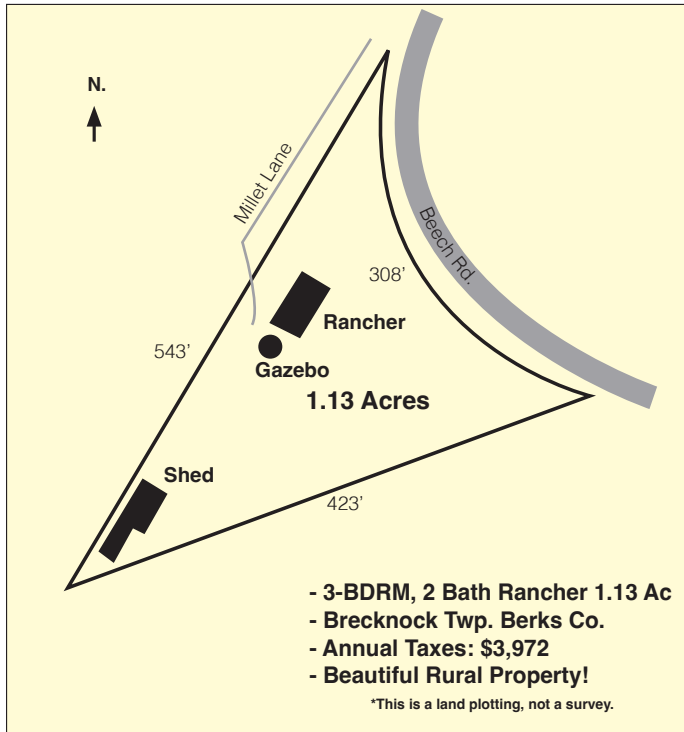 N.
Millet Lane
Beech Rd.
308’
Rancher
543’
Gazebo
1.13 Acres
Shed
423’
- 3-BDRM, 2 Bath Rancher 1.13 Ac
- Brecknock Twp. Berks Co.
- Annual Taxes: $3,972
- Beautiful Rural Property!
*This is a land plotting, not a survey.